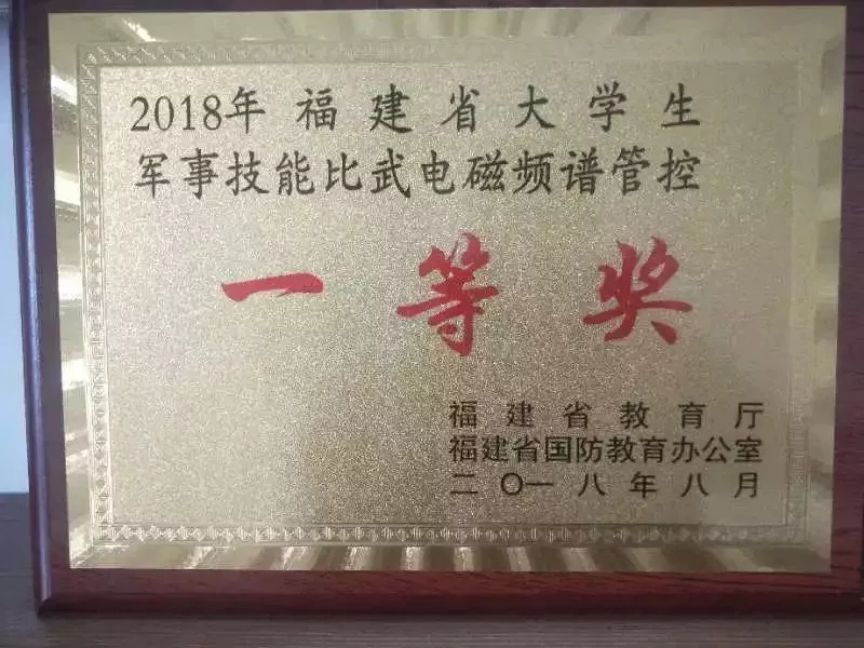 2018年福建省大学生
军事技能比武电磁频谱管控
一等奖
福建省教育厅
福建省国防教育办公室
二〇一八年八月